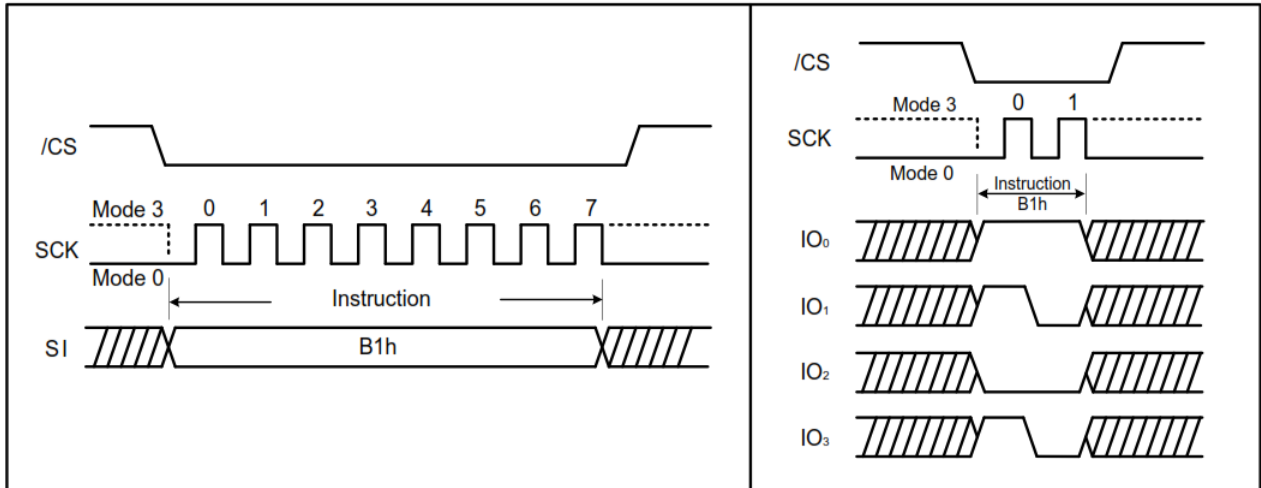 /CS
Mode 3 0 1 2 3 4 5 6 7
SCK
Mode 0
Instruction
SI B1h
/CS
Mode 3 0 1
SCK
Mode 0
Instruction
B1h
IO₀
IO₁
IO₂
IO₃